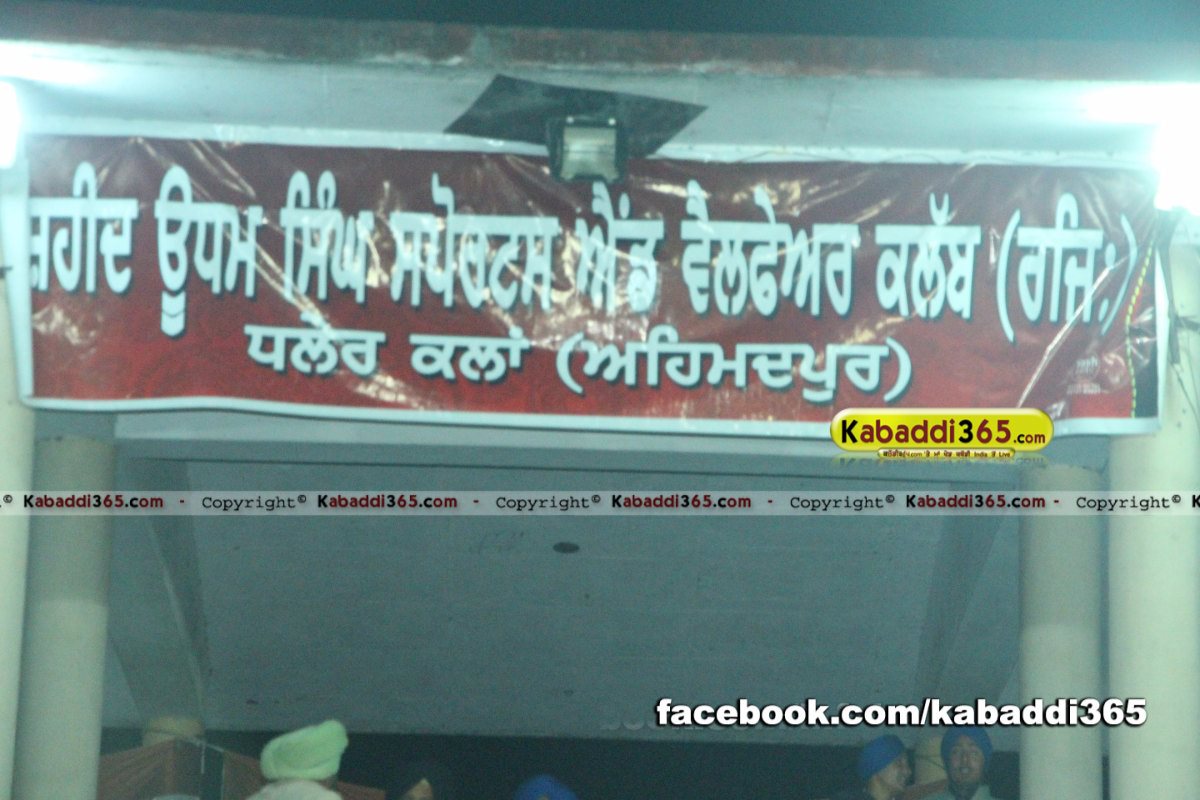 ਸ਼ਹੀਦ ਊਧਮ ਸਿੰਘ ਸਪੋਰਟਸ ਐਂਡ ਵੈਲਫੇਅਰ ਕਲੱਬ (ਰਜਿ:)
ਧਲੇਰ ਕਲਾਂ (ਅਹਿਮਦਪੁਰ)
Kabaddi365.com
© Kabaddi365.com - Copyright© Kabaddi365.com - Copyright© Kabaddi365.com - Copyright© Kabaddi365.com - Copyright© K
facebook.com/kabaddi365